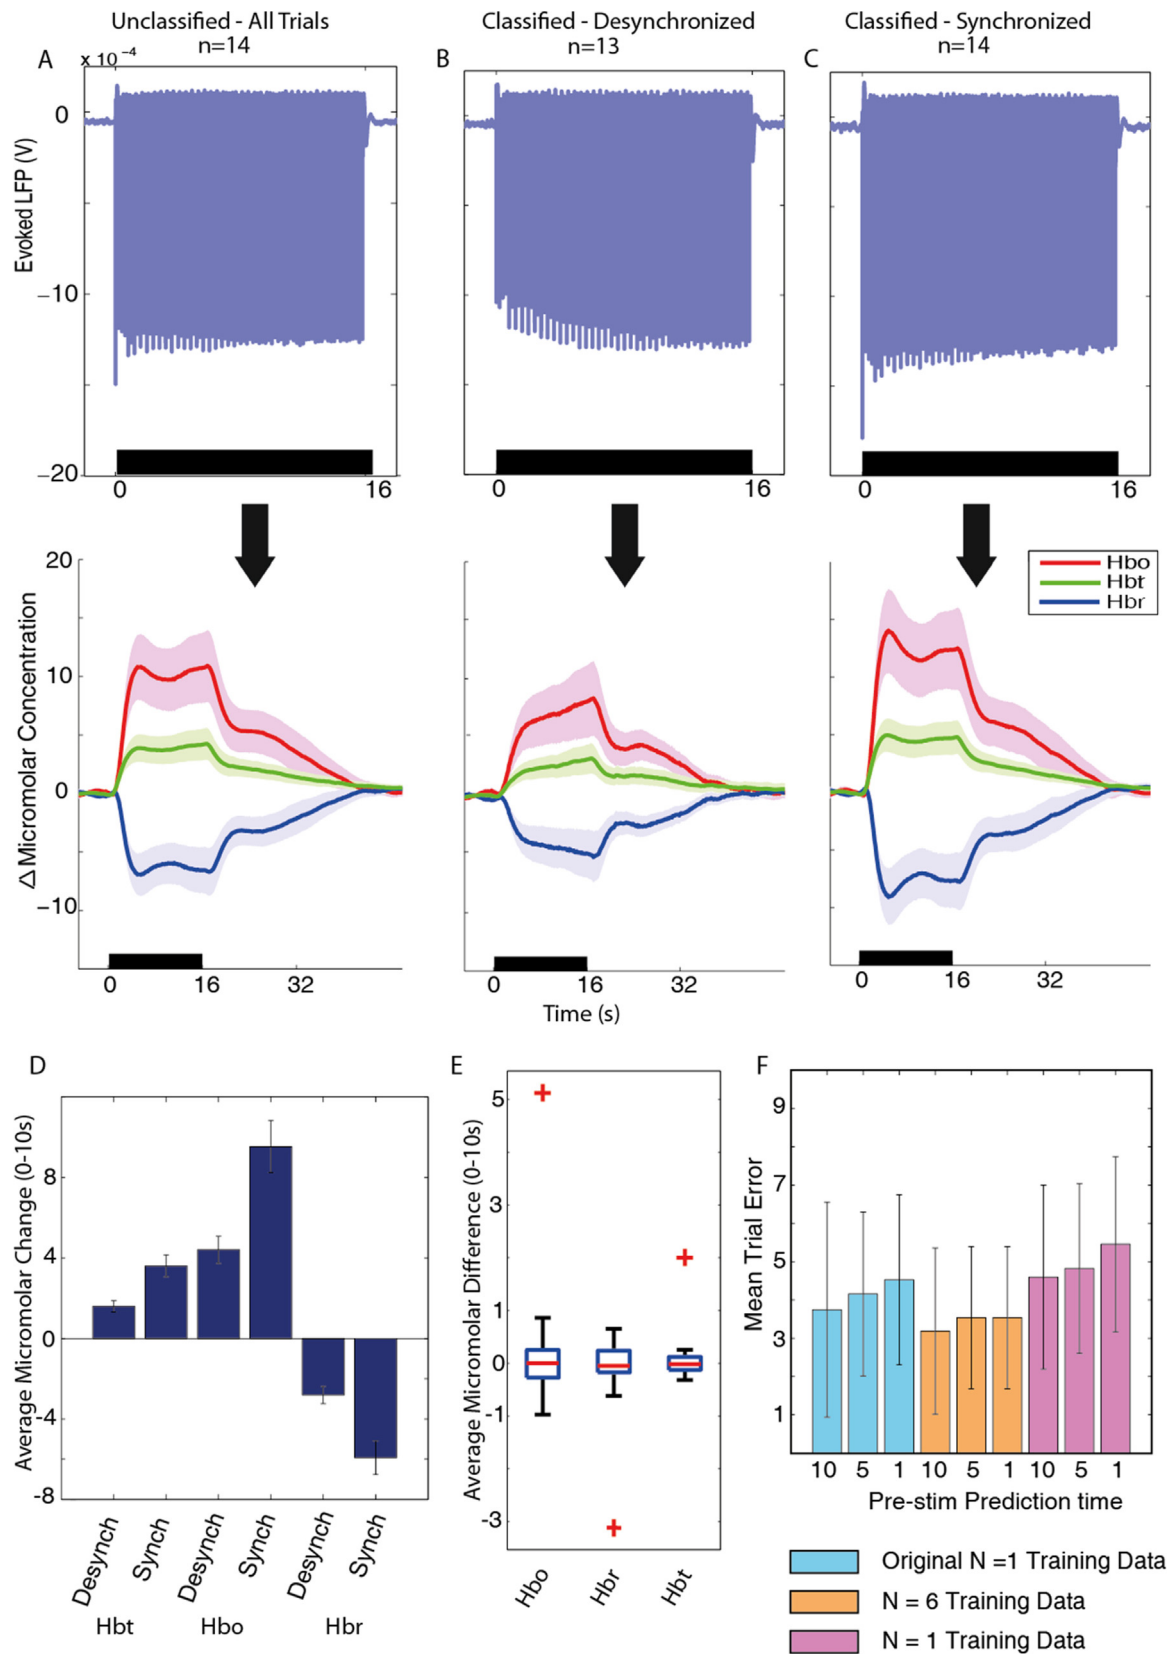 Unclassified - All Trials
n=14
Classified - Desynchronized
n=13
Classified - Synchronized
n=14
A
x 10⁻⁴
B
C
Evoked LFP (V)
0
−10
−20
0
16
0
16
0
16
Hbo
Hbt
Hbr
Δ Micromolar Concentration
20
10
0
−10
0
16
32
0
16
32
0
16
32
Time (s)
D
Average Micromolar Change (0-10s)
8
4
0
-4
-8
Desynch
Synch
Desynch
Synch
Desynch
Synch
Hbt
Hbo
Hbr
E
Average Micromolar Difference (0-10s)
5
3
1
0
-1
-3
Hbo
Hbr
Hbt
F
Mean Trial Error
9
7
5
3
1
10 5 1 10 5 1 10 5 1
Pre-stim Prediction time
Original N =1 Training Data
N = 6 Training Data
N = 1 Training Data